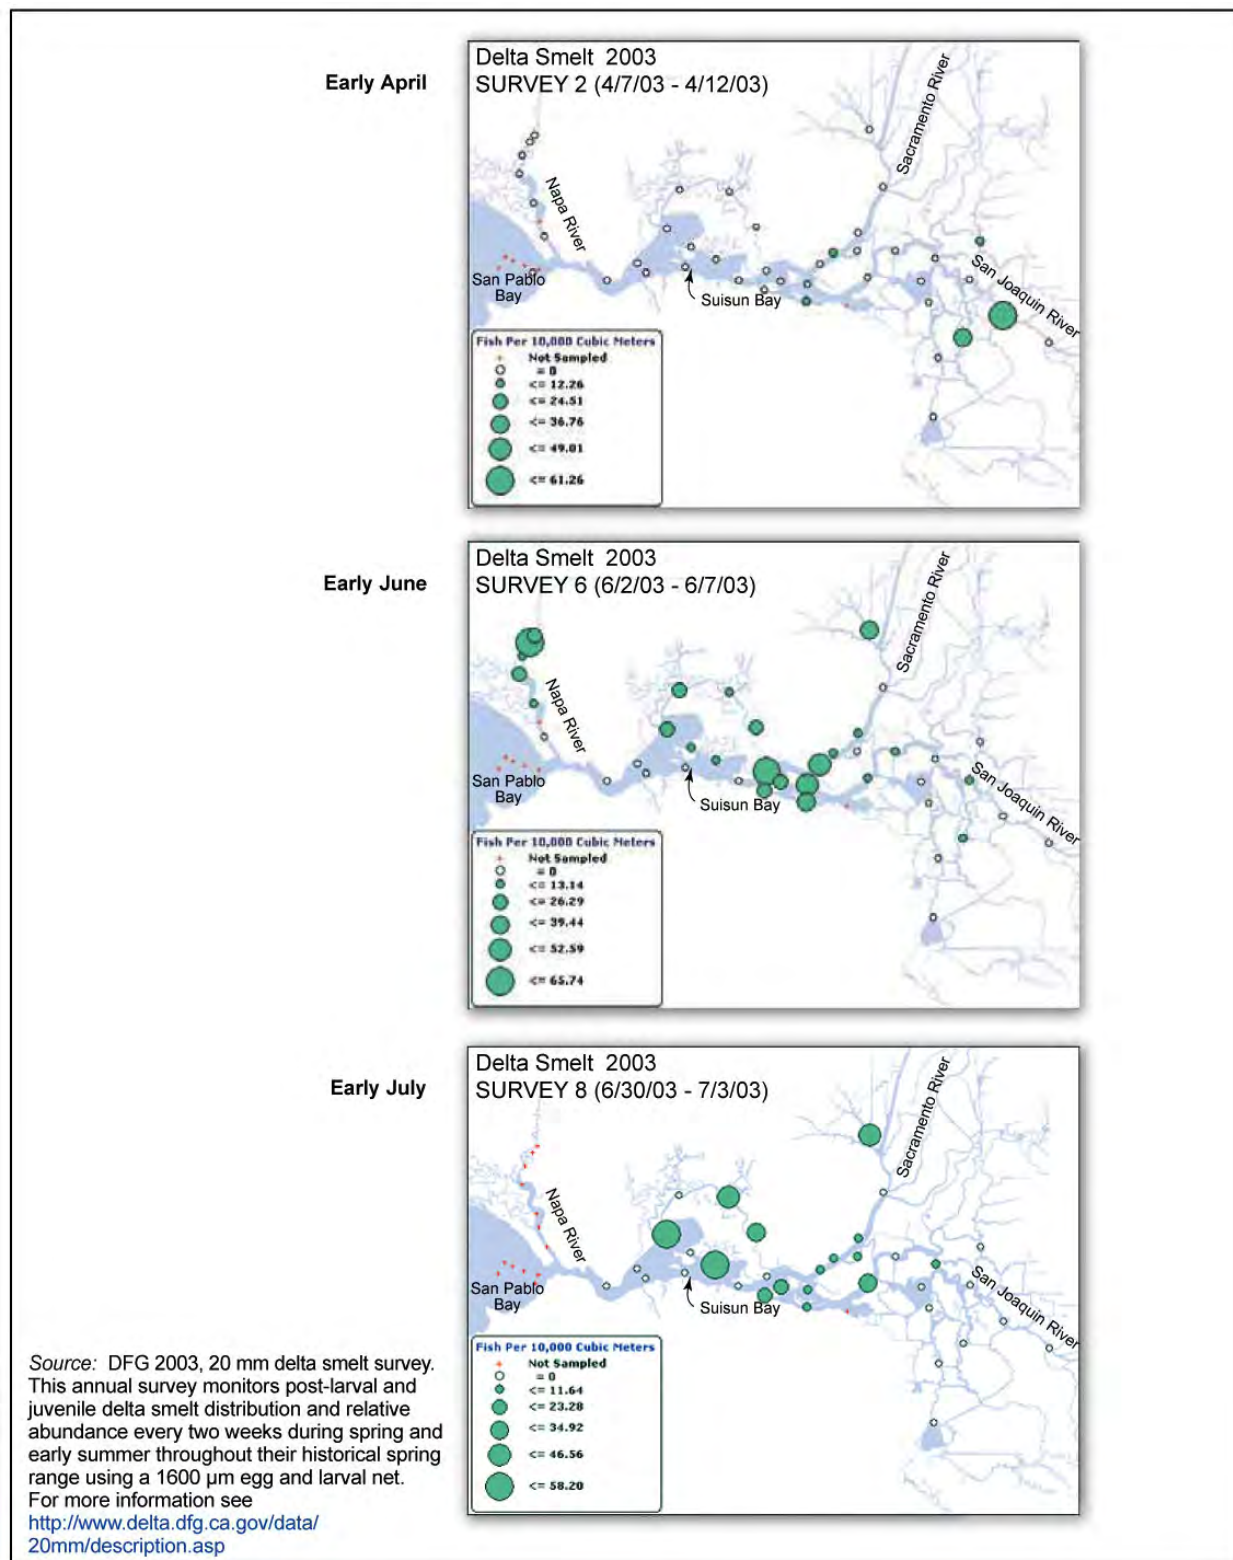 Early April
Delta Smelt 2003
SURVEY 2 (4/7/03 - 4/12/03)
Sacramento River
Napa River
San Joaquin River
San Pablo
Bay
Suisun Bay
Fish Per 10,000 Cubic Meters
Not Sampled
= 0
<= 12.26
<= 24.51
<= 36.76
<= 49.01
<= 61.26
Early June
Delta Smelt 2003
SURVEY 6 (6/2/03 - 6/7/03)
Sacramento River
Napa River
San Joaquin River
San Pablo
Bay
Suisun Bay
Fish Per 10,000 Cubic Meters
Not Sampled
= 0
<= 13.14
<= 26.29
<= 39.44
<= 52.59
<= 65.74
Early July
Delta Smelt 2003
SURVEY 8 (6/30/03 - 7/3/03)
Sacramento River
Napa River
San Joaquin River
San Pablo
Bay
Suisun Bay
Fish Per 10,000 Cubic Meters
Not Sampled
= 0
<= 11.64
<= 23.28
<= 34.92
<= 46.56
<= 58.20
Source: DFG 2003, 20 mm delta smelt survey.
This annual survey monitors post-larval and
juvenile delta smelt distribution and relative
abundance every two weeks during spring and
early summer throughout their historical spring
range using a 1600 µm egg and larval net.
For more information see
http://www.delta.dfg.ca.gov/data/
20mm/description.asp